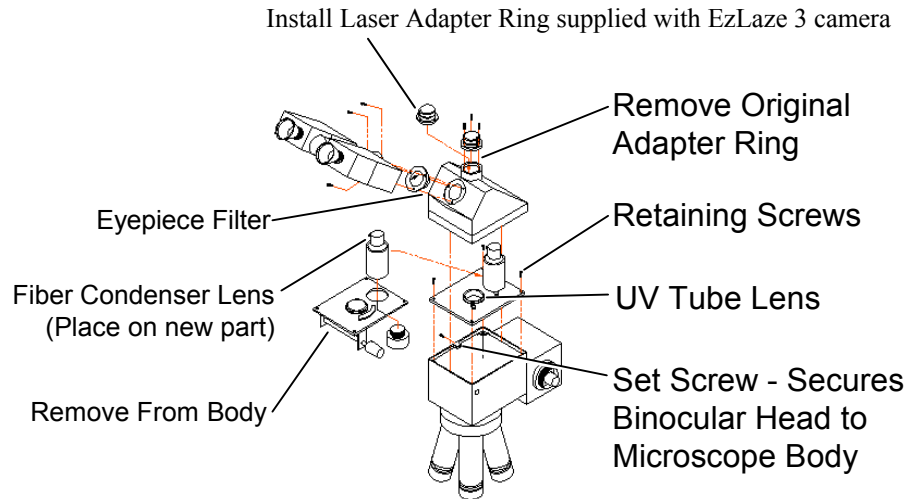 Install Laser Adapter Ring supplied with EzLaze 3 camera
Remove Original
Adapter Ring
Eyepiece Filter
Retaining Screws
Fiber Condenser Lens
(Place on new part)
UV Tube Lens
Remove From Body
Set Screw - Secures
Binocular Head to
Microscope Body